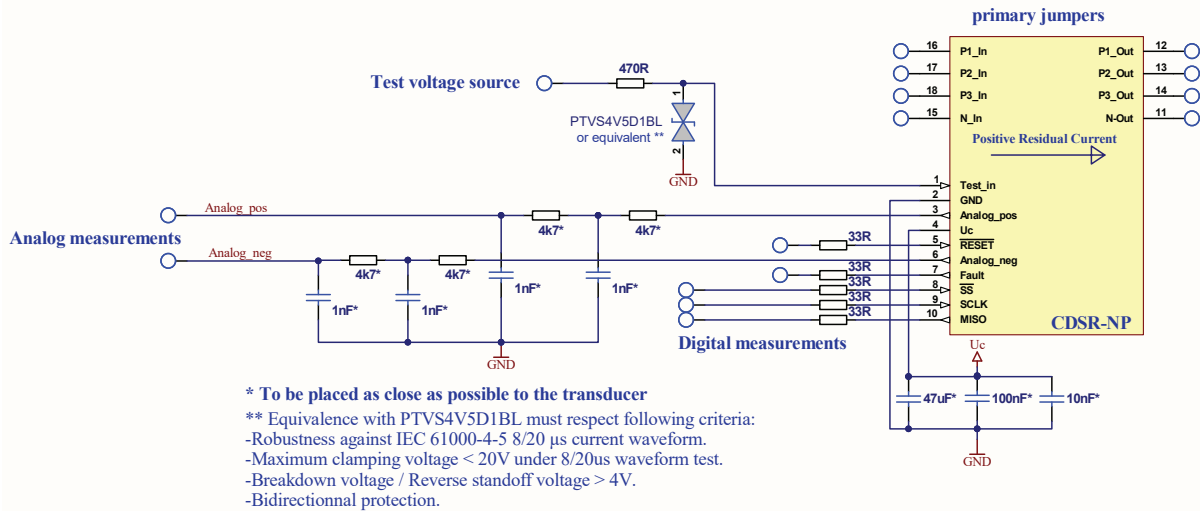 primary jumpers
16 P1_In P1_Out 12
17 P2_In P2_Out 13
18 P3_In P3_Out 14
15 N_In N-Out 11
Positive Residual Current
Test voltage source
470R
1
PTVS4V5D1BL
or equivalent **
2
GND
1 Test_in
2 GND
3 Analog_pos
4 Uc
5 RESET
6 Analog_neg
7 Fault
8 SS
9 SCLK
10 MISO
CDSR-NP
Analog_pos
4k7* 4k7*
Analog measurements
Analog_neg
4k7* 4k7*
1nF* 1nF*
1nF* 1nF*
GND
33R
33R
33R
33R
33R
Digital measurements
Uc
47uF* 100nF* 10nF*
GND
* To be placed as close as possible to the transducer
** Equivalence with PTVS4V5D1BL must respect following criteria:
-Robustness against IEC 61000-4-5 8/20 µs current waveform.
-Maximum clamping voltage < 20V under 8/20us waveform test.
-Breakdown voltage / Reverse standoff voltage > 4V.
-Bidirectionnal protection.